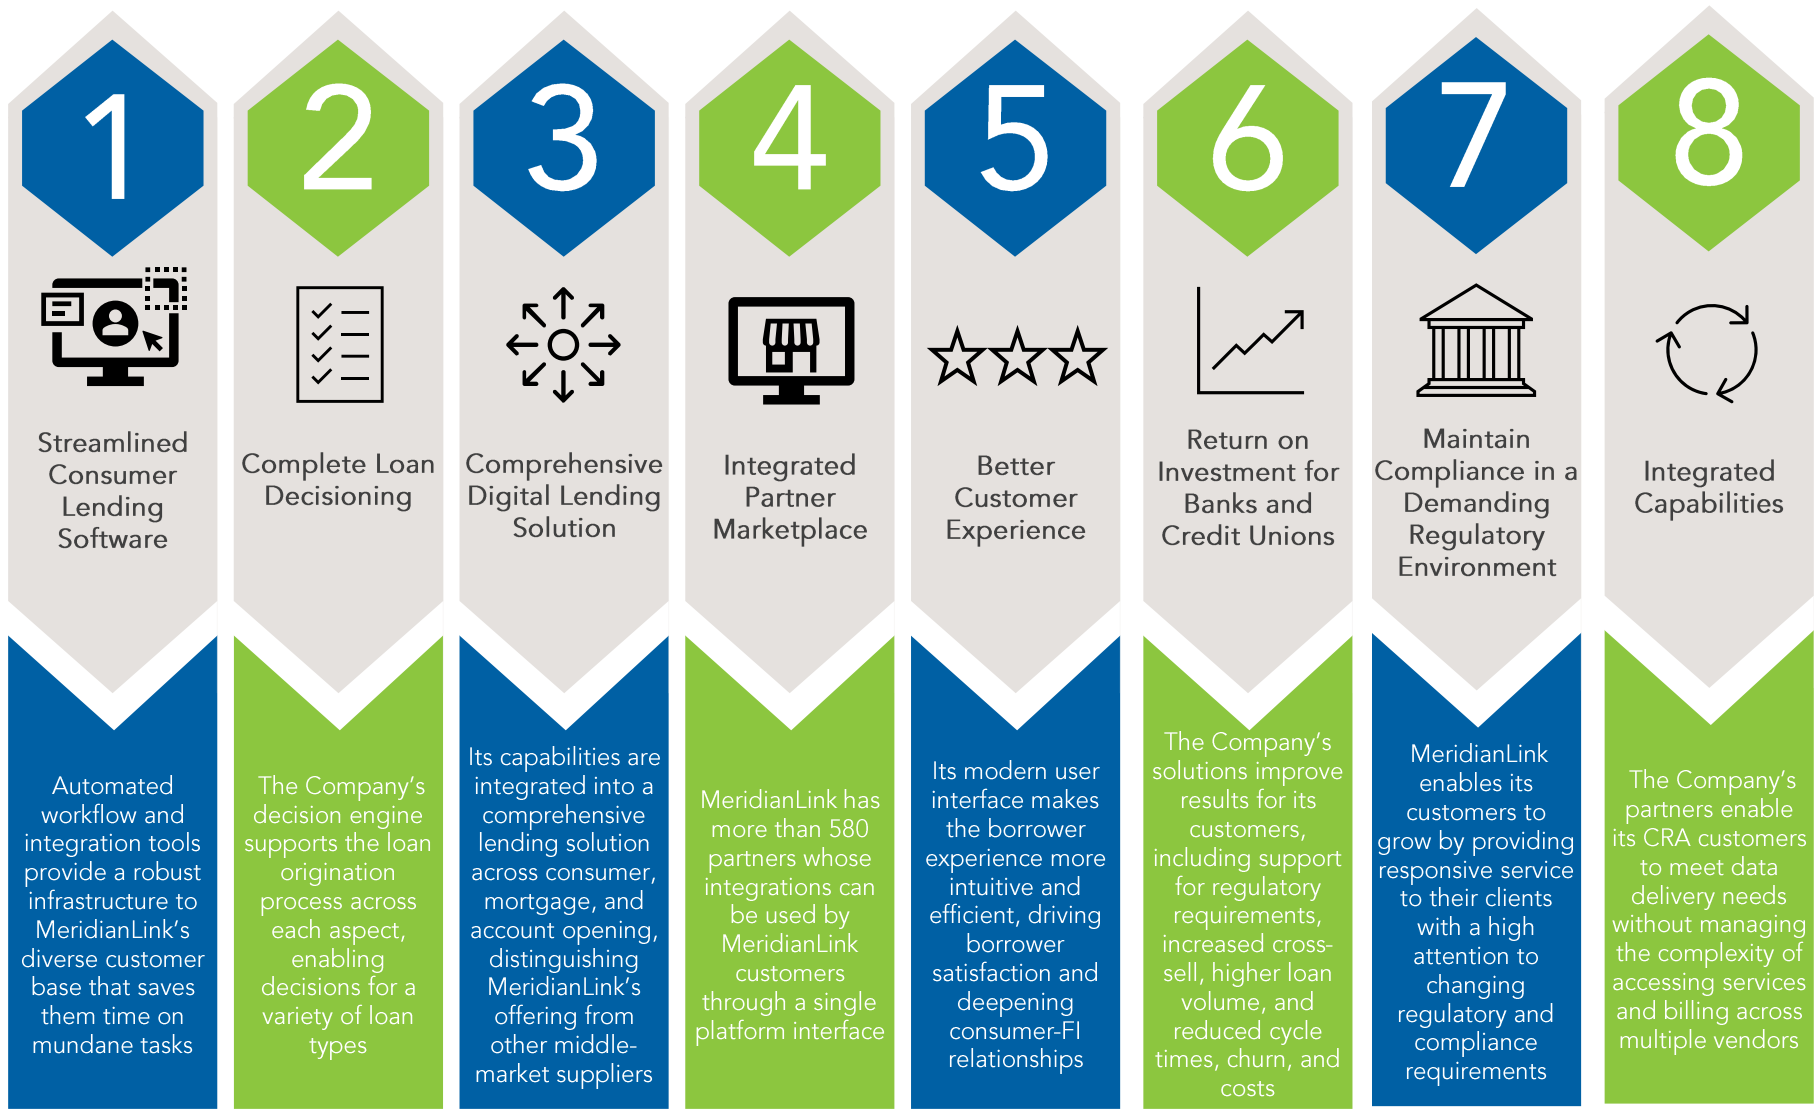 1
Streamlined
Consumer
Lending
Software
Automated
workflow and
integration tools
provide a robust
infrastructure to
MeridianLink’s
diverse customer
base that saves
them time on
mundane tasks
2
Complete Loan
Decisioning
The Company’s
decision engine
supports the loan
origination
process across
each aspect,
enabling
decisions for a
variety of loan
types
3
Comprehensive
Digital Lending
Solution
Its capabilities are
integrated into a
comprehensive
lending solution
across consumer,
mortgage, and
account opening,
distinguishing
MeridianLink’s
offering from
other middle-
market suppliers
4
Integrated
Partner
Marketplace
MeridianLink has
more than 580
partners whose
integrations can
be used by
MeridianLink
customers
through a single
platform interface
5
Better
Customer
Experience
Its modern user
interface makes
the borrower
experience more
intuitive and
efficient, driving
borrower
satisfaction and
deepening
consumer-FI
relationships
6
Return on
Investment for
Banks and
Credit Unions
The Company’s
solutions improve
results for its
customers,
including support
for regulatory
requirements,
increased cross-
sell, higher loan
volume, and
reduced cycle
times, churn, and
costs
7
Maintain
Compliance in a
Demanding
Regulatory
Environment
MeridianLink
enables its
customers to
grow by providing
responsive service
to their clients
with a high
attention to
changing
regulatory and
compliance
requirements
8
Integrated
Capabilities
The Company’s
partners enable
its CRA customers
to meet data
delivery needs
without managing
the complexity of
accessing services
and billing across
multiple vendors